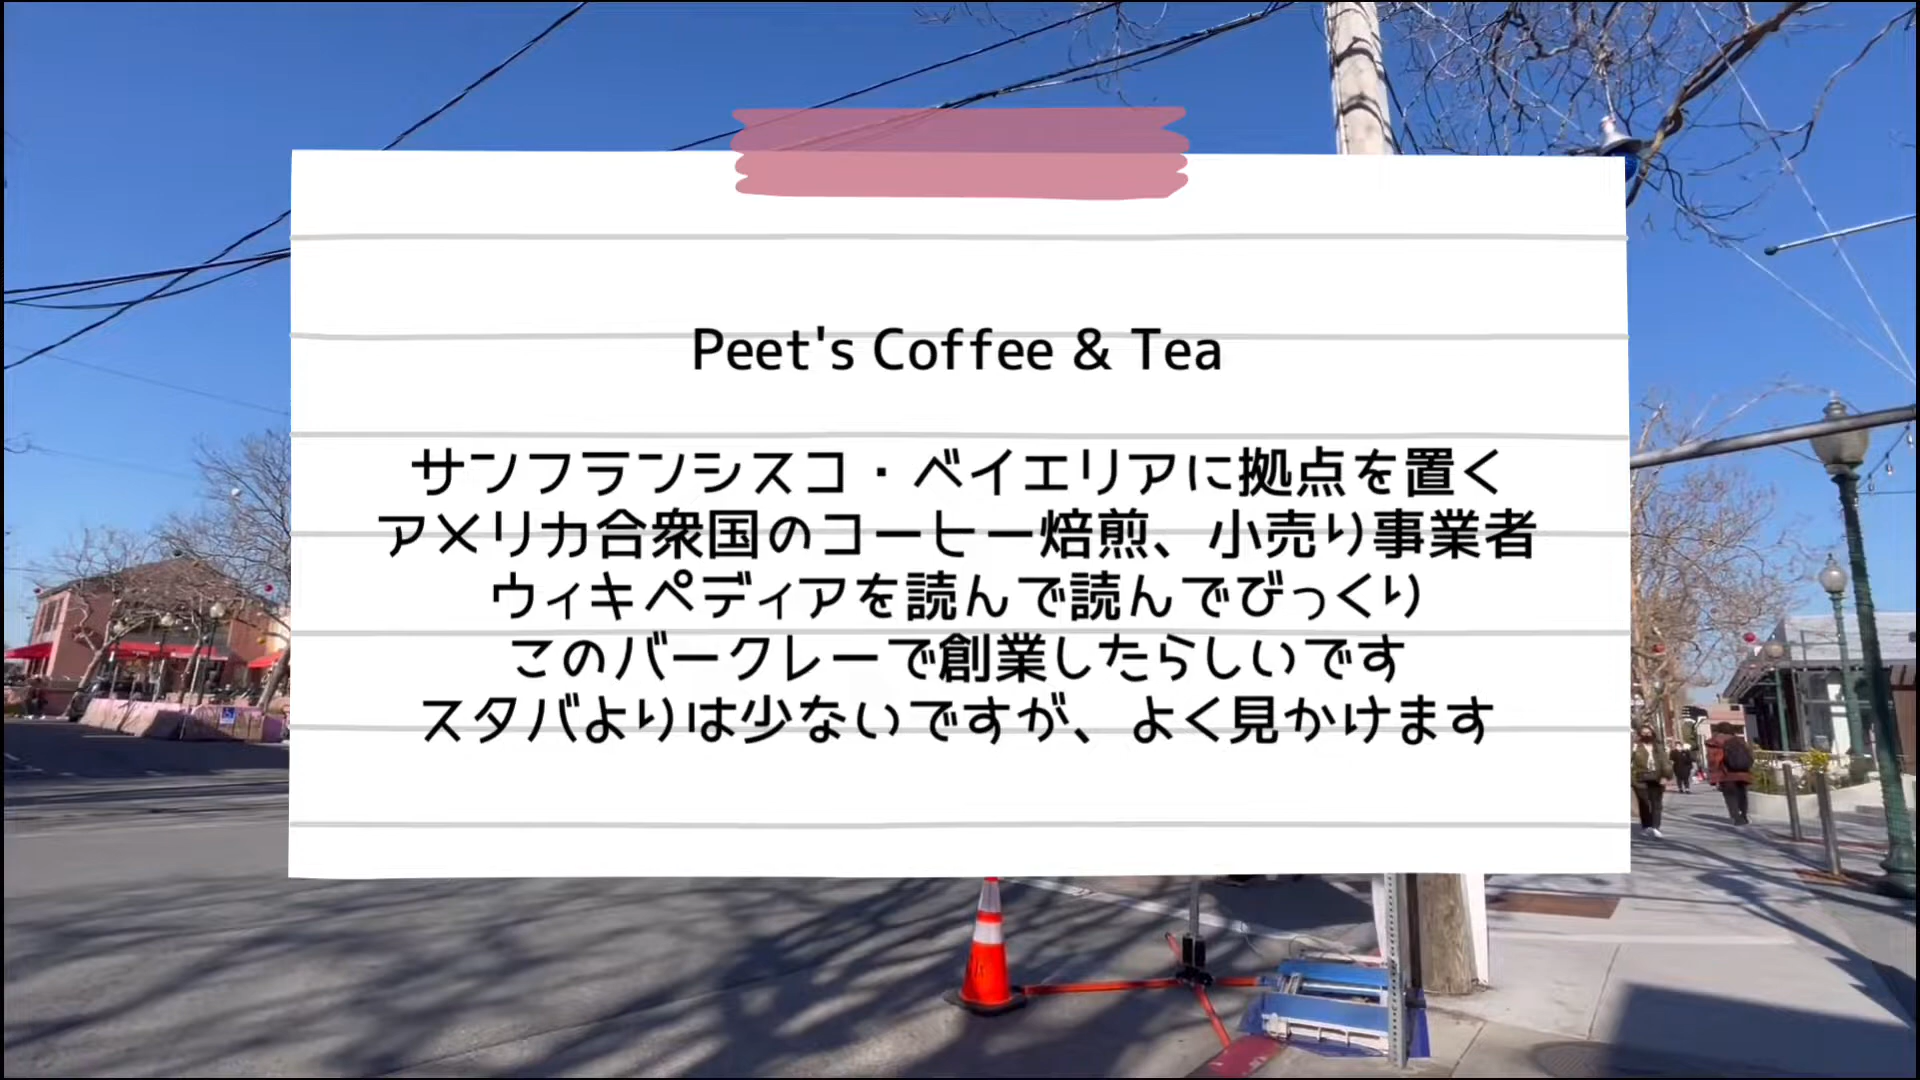 Peet's Coffee & Tea
サンフランシスコ・ベイエリアに拠点を置く
アメリカ合衆国のコーヒー焙煎、小売り事業者
ウィキペディアを読んで読んでびっくり
このバークレーで創業したらしいです
スタバよりは少ないですが、よく見かけます